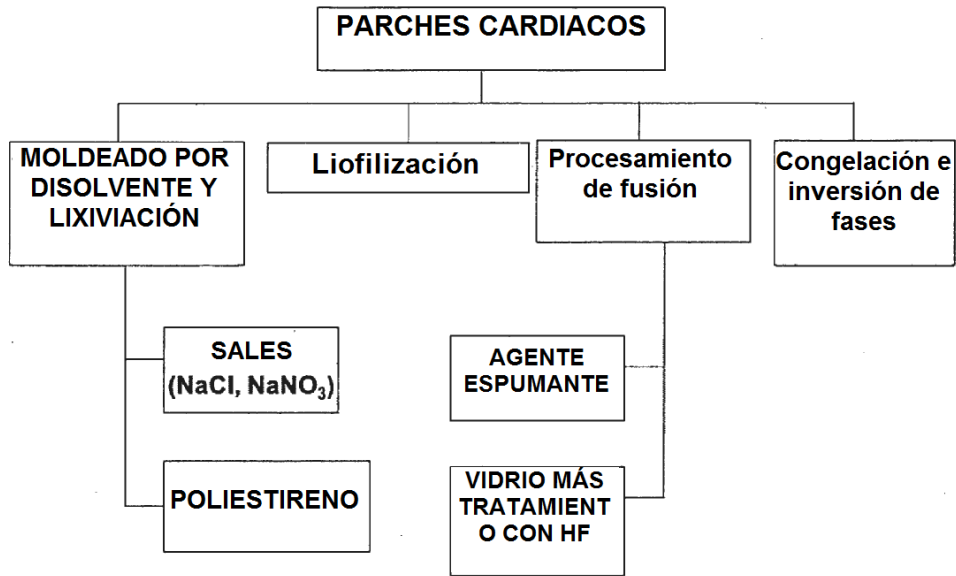 PARCHES CARDIACOS
MOLDEADO POR
DISOLVENTE Y
LIXIVIACIÓN
Liofilización
Procesamiento
de fusión
Congelación e
inversión de
fases
SALES
(NaCl, NaNO₃)
POLIESTIRENO
AGENTE
ESPUMANTE
VIDRIO MÁS
TRATAMIENT
O CON HF